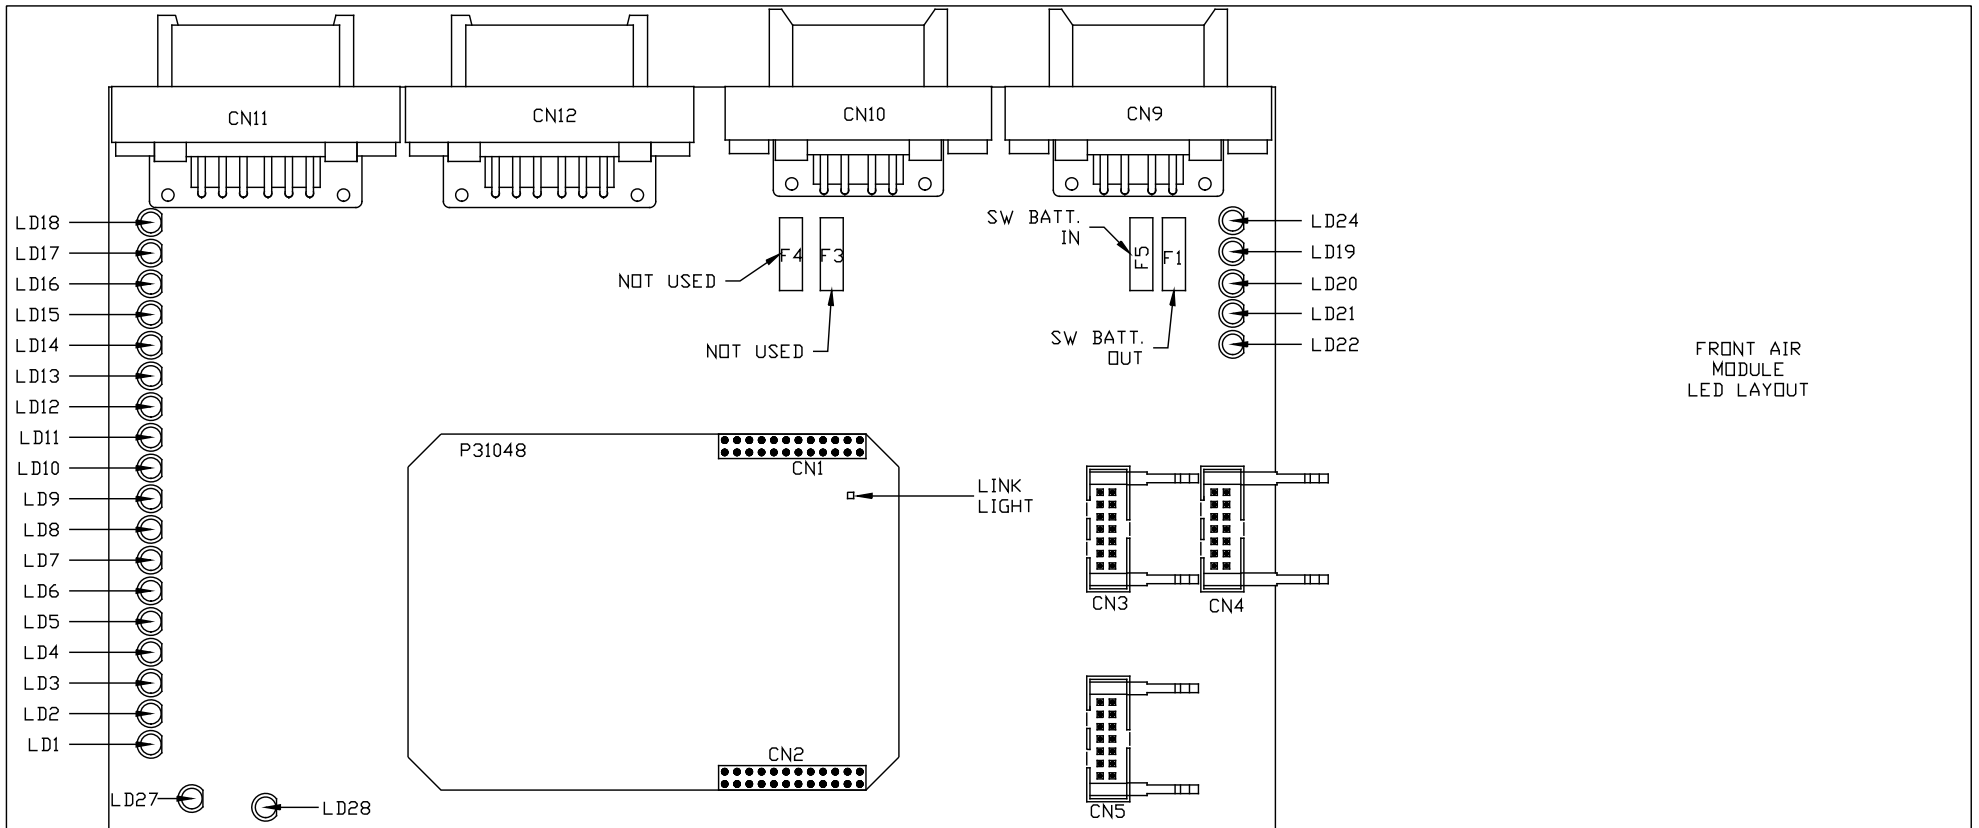 CN11
CN12
CN10
CN9
LD18
LD17
LD16
LD15
LD14
LD13
LD12
LD11
LD10
LD9
LD8
LD7
LD6
LD5
LD4
LD3
LD2
LD1
LD27
LD28
F4
F3
NOT USED
NOT USED
SW BATT.
IN
F5
F1
SW BATT.
OUT
LD24
LD19
LD20
LD21
LD22
FRONT AIR
MODULE
LED LAYOUT
P31048
CN1
LINK
LIGHT
CN2
CN3
CN4
CN5